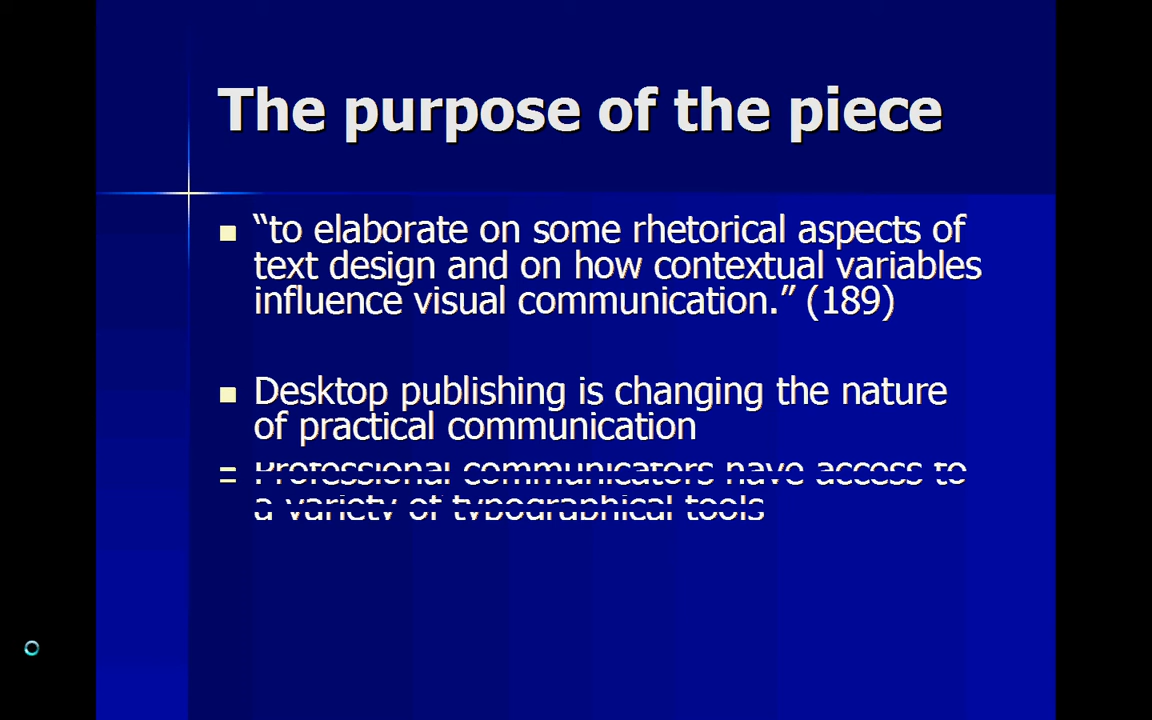 The purpose of the piece
“to elaborate on some rhetorical aspects of
text design and on how contextual variables
influence visual communication.” (189)
Desktop publishing is changing the nature
of practical communication
Professional communicators have access to
a variety of typographical tools